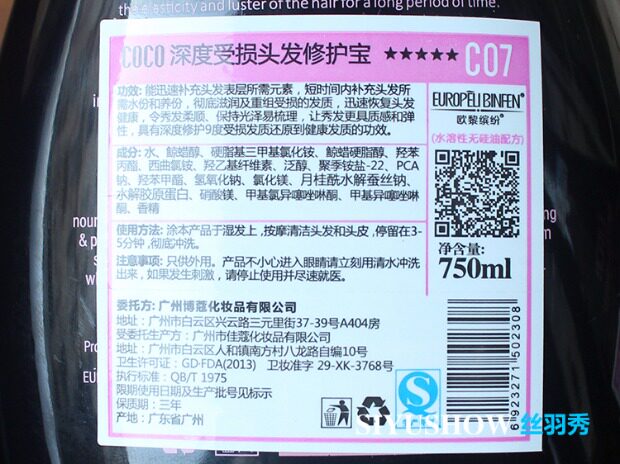 the elasticity and luster of the hair for a long period of time.
COCO 深度受损头发修护宝 ★★★★★ C07
功效: 能迅速补充头发表层所需元素，短时间内补充头发所
需水份和养份，彻底滋润及重组受损的发质，迅速恢复头发
健康，令秀发柔顺、保持光泽易梳理，让秀发更具质感和弹
性，具有深度修护9度受损发质还原到健康发质的功效。
EUROPÉLI BINFEN®
欧黎缤纷®
(水溶性无硅油配方)
成分: 水、鲸蜡醇、硬脂基三甲基氯化铵、鲸蜡硬脂醇、羟苯
丙酯、西曲氯铵、羟乙基纤维素、泛醇、聚季铵盐-22、PCA
钠、羟苯甲酯、氢氧化钠、氯化镁、月桂酰水解蚕丝钠、
水解胶原蛋白、硝酸镁、甲基氯异噻唑啉酮、甲基异噻唑啉
酮、香精
使用方法: 涂本产品于湿发上, 按摩清洁头发和头皮 ,停留在3-
5分钟,彻底冲洗。
注意事项: 只供外用。产品不小心进入眼睛请立刻用清水冲洗
出来, 如果发生刺激, 请停止使用并尽速就医。
净含量:
750ml
委托方: 广州博蔻化妆品有限公司
地址: 广州市白云区兴云路三元里街37-39号A404房
受委托生产方: 广州市佳蔻化妆品有限公司
地址: 广州市白云区人和镇南方村八龙路自编10号
卫生许可证: GD·FDA(2013) 卫妆准字 29-XK-3768号
执行标准: QB/T 1975
限期使用日期及生产批号见标示
保质期: 三年
产地: 广东省广州
6923271502308
SIYUSHOW 丝羽秀